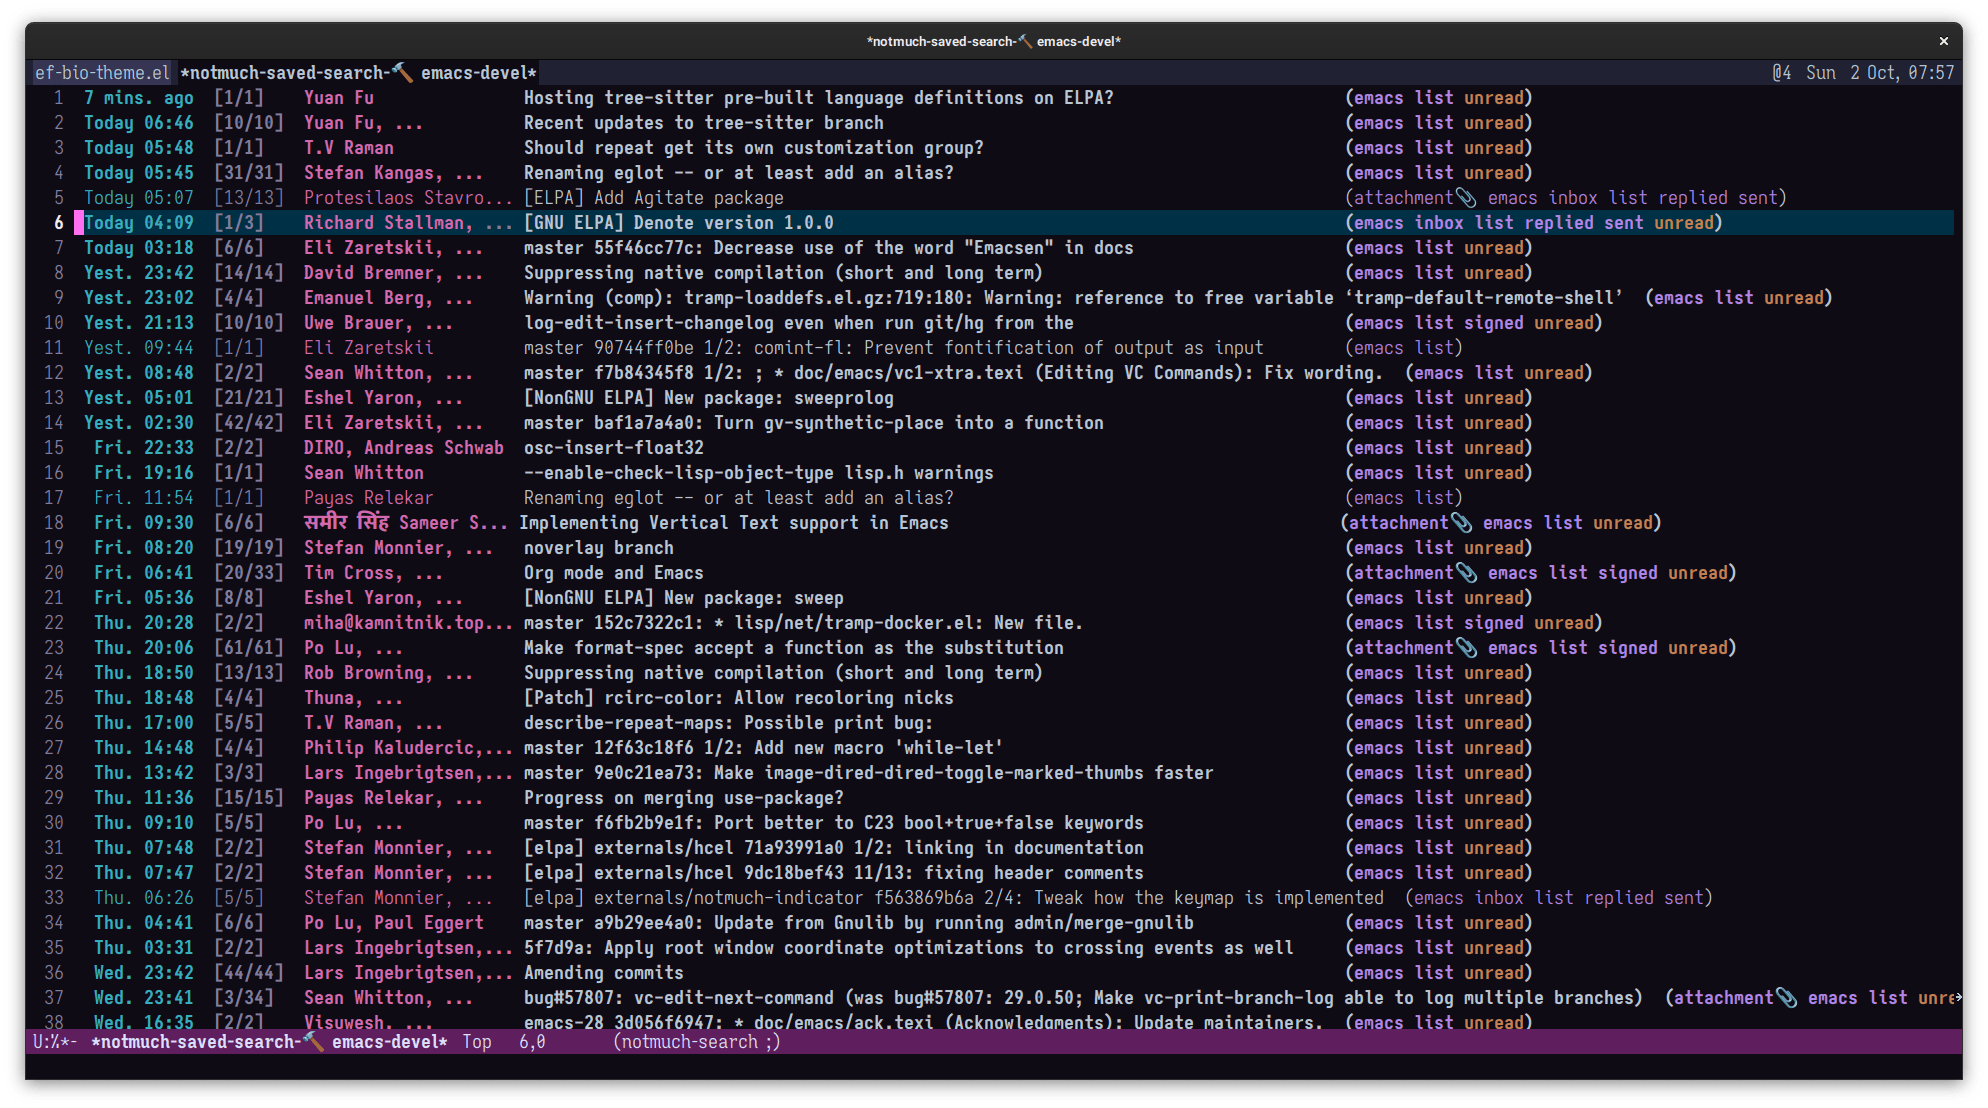 *notmuch-saved-search-🔨 emacs-devel*
ef-bio-theme.el *notmuch-saved-search-🔨 emacs-devel* @4 Sun 2 Oct, 07:57
1 7 mins. ago [1/1] Yuan Fu Hosting tree-sitter pre-built language definitions on ELPA? (emacs list unread)
2 Today 06:46 [10/10] Yuan Fu, ... Recent updates to tree-sitter branch (emacs list unread)
3 Today 05:48 [1/1] T.V Raman Should repeat get its own customization group? (emacs list unread)
4 Today 05:45 [31/31] Stefan Kangas, ... Renaming eglot -- or at least add an alias? (emacs list unread)
5 Today 05:07 [13/13] Protesilaos Stavro... [ELPA] Add Agitate package (attachment📎 emacs inbox list replied sent)
6 Today 04:09 [1/3] Richard Stallman, ... [GNU ELPA] Denote version 1.0.0 (emacs inbox list replied sent unread)
7 Today 03:18 [6/6] Eli Zaretskii, ... master 55f46cc77c: Decrease use of the word "Emacsen" in docs (emacs list unread)
8 Yest. 23:42 [14/14] David Bremner, ... Suppressing native compilation (short and long term) (emacs list unread)
9 Yest. 23:02 [4/4] Emanuel Berg, ... Warning (comp): tramp-loaddefs.el.gz:719:180: Warning: reference to free variable ‘tramp-default-remote-shell’ (emacs list unread)
10 Yest. 21:13 [10/10] Uwe Brauer, ... log-edit-insert-changelog even when run git/hg from the (emacs list signed unread)
11 Yest. 09:44 [1/1] Eli Zaretskii master 90744ff0be 1/2: comint-fl: Prevent fontification of output as input (emacs list)
12 Yest. 08:48 [2/2] Sean Whitton, ... master f7b84345f8 1/2: ; * doc/emacs/vc1-xtra.texi (Editing VC Commands): Fix wording. (emacs list unread)
13 Yest. 05:01 [21/21] Eshel Yaron, ... [NonGNU ELPA] New package: sweeprolog (emacs list unread)
14 Yest. 02:30 [42/42] Eli Zaretskii, ... master baf1a7a4a0: Turn gv-synthetic-place into a function (emacs list unread)
15 Fri. 22:33 [2/2] DIRO, Andreas Schwab osc-insert-float32 (emacs list unread)
16 Fri. 19:16 [1/1] Sean Whitton --enable-check-lisp-object-type lisp.h warnings (emacs list unread)
17 Fri. 11:54 [1/1] Payas Relekar Renaming eglot -- or at least add an alias? (emacs list)
18 Fri. 09:30 [6/6] समीर सिंह Sameer S... Implementing Vertical Text support in Emacs (attachment📎 emacs list unread)
19 Fri. 08:20 [19/19] Stefan Monnier, ... noverlay branch (emacs list unread)
20 Fri. 06:41 [20/33] Tim Cross, ... Org mode and Emacs (attachment📎 emacs list signed unread)
21 Fri. 05:36 [8/8] Eshel Yaron, ... [NonGNU ELPA] New package: sweep (emacs list unread)
22 Thu. 20:28 [2/2] miha@kamnitnik.top... master 152c7322c1: * lisp/net/tramp-docker.el: New file. (emacs list signed unread)
23 Thu. 20:06 [61/61] Po Lu, ... Make format-spec accept a function as the substitution (attachment📎 emacs list signed unread)
24 Thu. 18:50 [13/13] Rob Browning, ... Suppressing native compilation (short and long term) (emacs list unread)
25 Thu. 18:48 [4/4] Thuna, ... [Patch] rcirc-color: Allow recoloring nicks (emacs list unread)
26 Thu. 17:00 [5/5] T.V Raman, ... describe-repeat-maps: Possible print bug: (emacs list unread)
27 Thu. 14:48 [4/4] Philip Kaludercic,... master 12f63c18f6 1/2: Add new macro 'while-let' (emacs list unread)
28 Thu. 13:42 [3/3] Lars Ingebrigtsen,... master 9e0c21ea73: Make image-dired-dired-toggle-marked-thumbs faster (emacs list unread)
29 Thu. 11:36 [15/15] Payas Relekar, ... Progress on merging use-package? (emacs list unread)
30 Thu. 09:10 [5/5] Po Lu, ... master f6fb2b9e1f: Port better to C23 bool+true+false keywords (emacs list unread)
31 Thu. 07:48 [2/2] Stefan Monnier, ... [elpa] externals/hcel 71a93991a0 1/2: linking in documentation (emacs list unread)
32 Thu. 07:47 [2/2] Stefan Monnier, ... [elpa] externals/hcel 9dc18bef43 11/13: fixing header comments (emacs list unread)
33 Thu. 06:26 [5/5] Stefan Monnier, ... [elpa] externals/notmuch-indicator f563869b6a 2/4: Tweak how the keymap is implemented (emacs inbox list replied sent)
34 Thu. 04:41 [6/6] Po Lu, Paul Eggert master a9b29ee4a0: Update from Gnulib by running admin/merge-gnulib (emacs list unread)
35 Thu. 03:31 [2/2] Lars Ingebrigtsen,... 5f7d9a: Apply root window coordinate optimizations to crossing events as well (emacs list unread)
36 Wed. 23:42 [44/44] Lars Ingebrigtsen,... Amending commits (emacs list unread)
37 Wed. 23:41 [3/34] Sean Whitton, ... bug#57807: vc-edit-next-command (was bug#57807: 29.0.50; Make vc-print-branch-log able to log multiple branches) (attachment📎 emacs list unre
38 Wed. 16:35 [2/2] Visuwesh, ... emacs-28 3d056f6947: * doc/emacs/ack.texi (Acknowledgments): Update maintainers. (emacs list unread)
U:%*- *notmuch-saved-search-🔨 emacs-devel* Top 6,0 (notmuch-search ;)